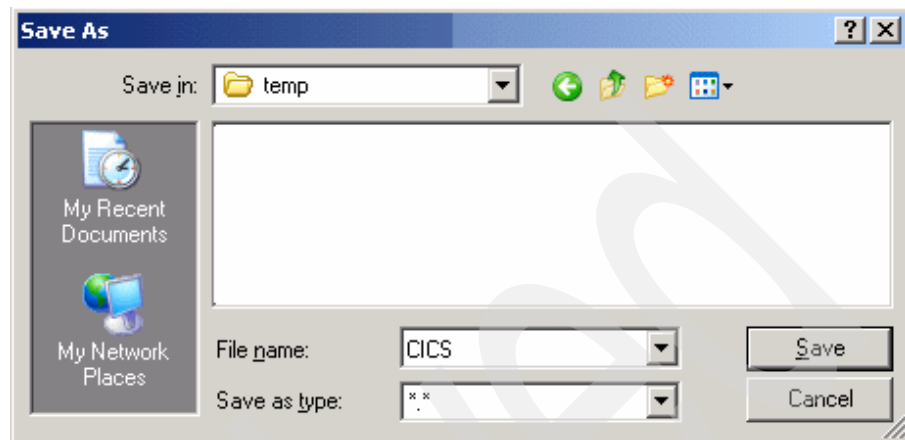 Save As
Save in: temp
My Recent
Documents
My Network
Places
File name: CICS Save
Save as type: *.* Cancel